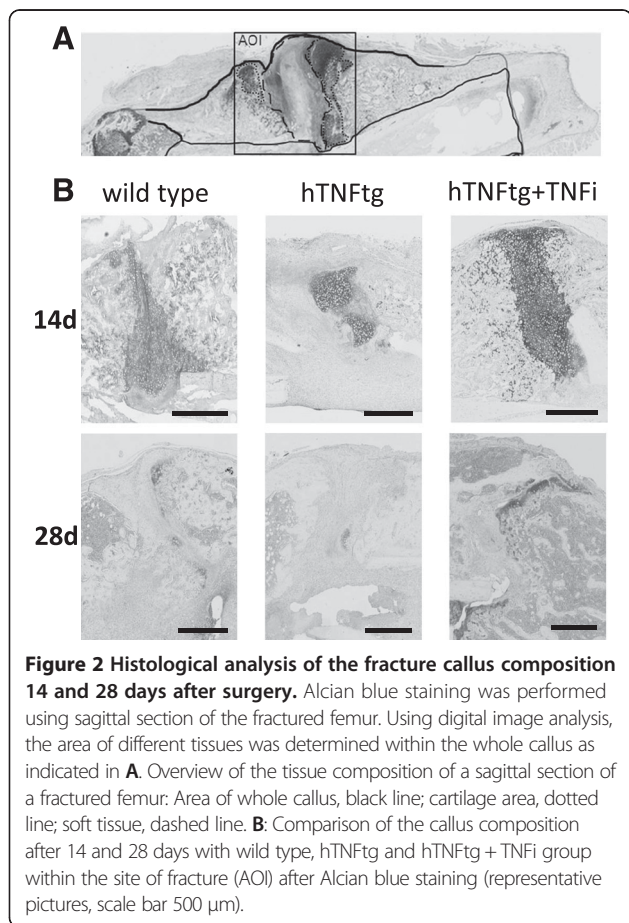 A
AOI
B
wild type hTNFtg hTNFtg+TNFi
14d
28d
Figure 2 Histological analysis of the fracture callus composition
14 and 28 days after surgery. Alcian blue staining was performed
using sagittal section of the fractured femur. Using digital image analysis,
the area of different tissues was determined within the whole callus as
indicated in A. Overview of the tissue composition of a sagittal section of
a fractured femur: Area of whole callus, black line; cartilage area, dotted
line; soft tissue, dashed line. B: Comparison of the callus composition
after 14 and 28 days with wild type, hTNFtg and hTNFtg + TNFi group
within the site of fracture (AOI) after Alcian blue staining (representative
pictures, scale bar 500 μm).